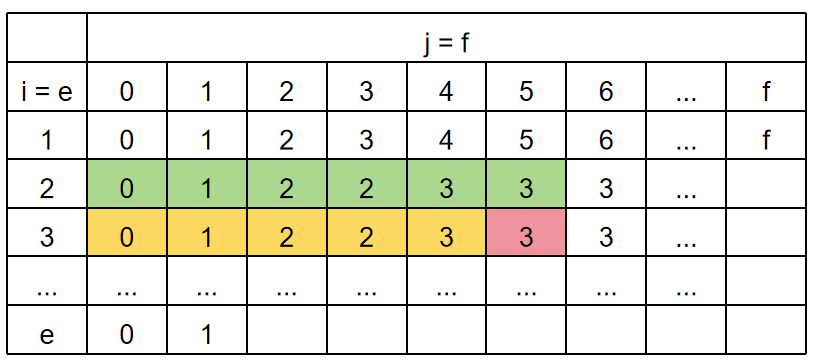 j = f
i = e 0 1 2 3 4 5 6 ... f
1 0 1 2 3 4 5 6 ... f
2 0 1 2 2 3 3 3 ...
3 0 1 2 2 3 3 3 ...
... ... ... ... ... ... ... ... ...
e 0 1